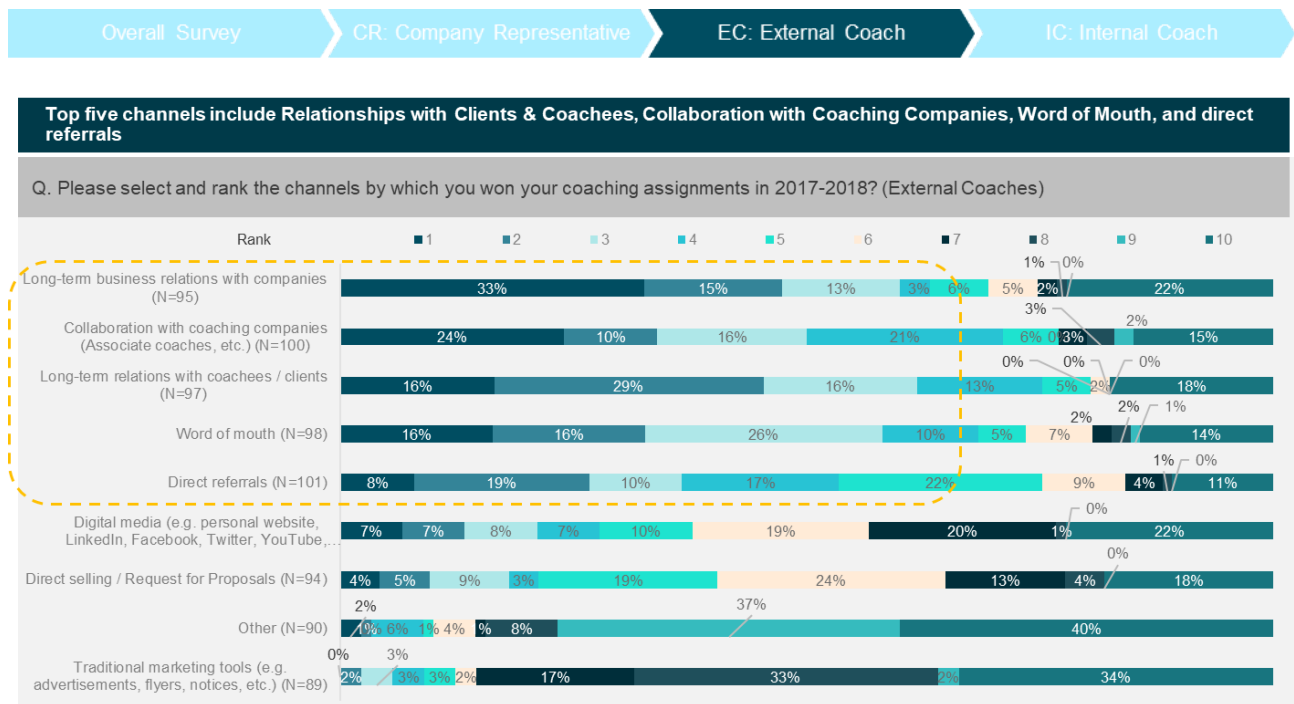 Overall Survey
CR: Company Representative
EC: External Coach
IC: Internal Coach
Top five channels include Relationships with Clients & Coachees, Collaboration with Coaching Companies, Word of Mouth, and direct
referrals
Q. Please select and rank the channels by which you won your coaching assignments in 2017-2018? (External Coaches)
Rank 1 2 3 4 5 6 7 8 9 10
1% 0%
Long-term business relations with companies
(N=95)
33% 15% 13% 3% 6% 5% 2% 22%
3% 2%
Collaboration with coaching companies
(Associate coaches, etc.) (N=100)
24% 10% 16% 21% 6% 0% 3% 15%
0% 0% 0%
Long-term relations with coachees / clients
(N=97)
16% 29% 16% 13% 5% 2% 18%
2% 2% 1%
Word of mouth (N=98)
16% 16% 26% 10% 5% 7% 14%
1% 0%
Direct referrals (N=101)
8% 19% 10% 17% 22% 9% 4% 11%
0%
Digital media (e.g. personal website,
LinkedIn, Facebook, Twitter, YouTube,...
7% 7% 8% 7% 10% 19% 20% 1% 22%
0%
Direct selling / Request for Proposals (N=94)
4% 5% 9% 3% 19% 24% 13% 4% 18%
2% 37%
Other (N=90)
1% 6% 1% 4% % 8% 40%
0% 3%
Traditional marketing tools (e.g.
advertisements, flyers, notices, etc.) (N=89)
2% 3% 3% 2% 17% 33% 2% 34%